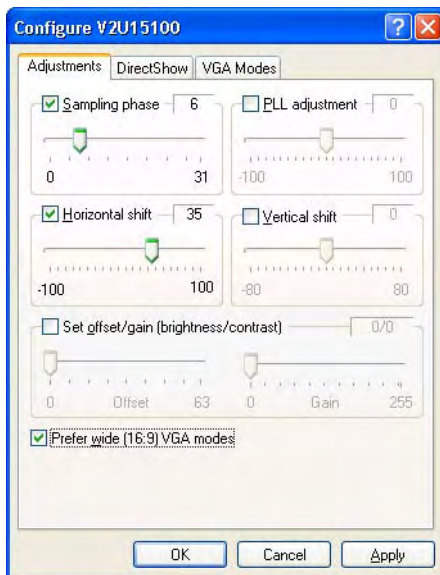 Configure V2U15100
Adjustments DirectShow VGA Modes
Sampling phase 6
0 31
PLL adjustment 0
-100 100
Horizontal shift 35
-100 100
Vertical shift 0
-80 80
Set offset/gain (brightness/contrast) 0/0
0 Offset 63 0 Gain 255
Prefer wide (16:9) VGA modes
OK Cancel Apply